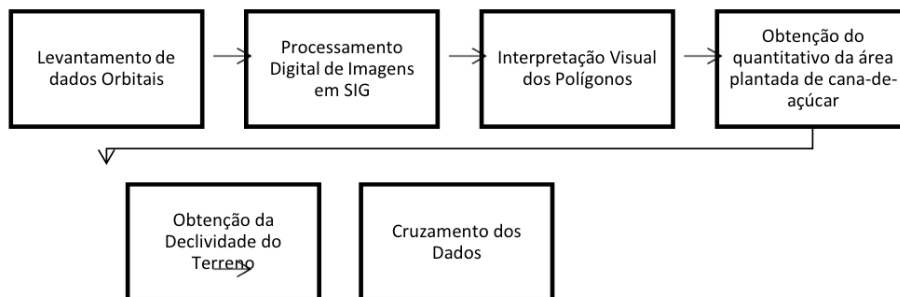 Levantamento de
dados Orbitais
Processamento
Digital de Imagens
em SIG
Interpretação Visual
dos Polígonos
Obtenção do
quantitativo da área
plantada de cana-de-
açúcar
Obtenção da
Declividade do
Terreno
Cruzamento dos
Dados